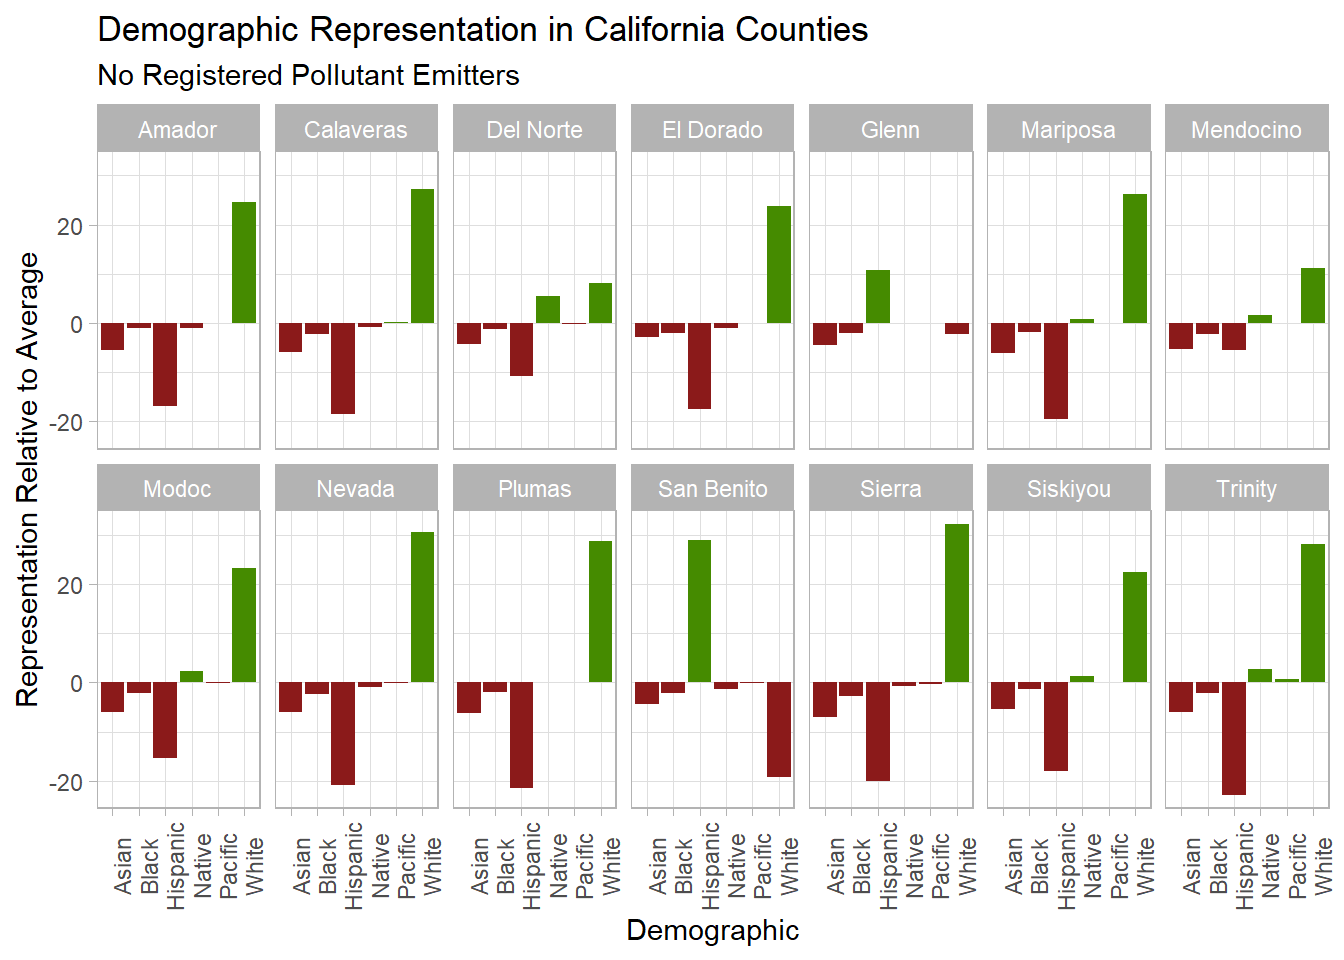 Demographic Representation in California Counties
No Registered Pollutant Emitters
Amador Calaveras Del Norte El Dorado Glenn Mariposa Mendocino
20
0
-20
Modoc Nevada Plumas San Benito Sierra Siskiyou Trinity
20
0
-20
Representation Relative to Average
Asian Black Hispanic Native Pacific White Asian Black Hispanic Native Pacific White Asian Black Hispanic Native Pacific White Asian Black Hispanic Native Pacific White Asian Black Hispanic Native Pacific White Asian Black Hispanic Native Pacific White Asian Black Hispanic Native Pacific White
Demographic